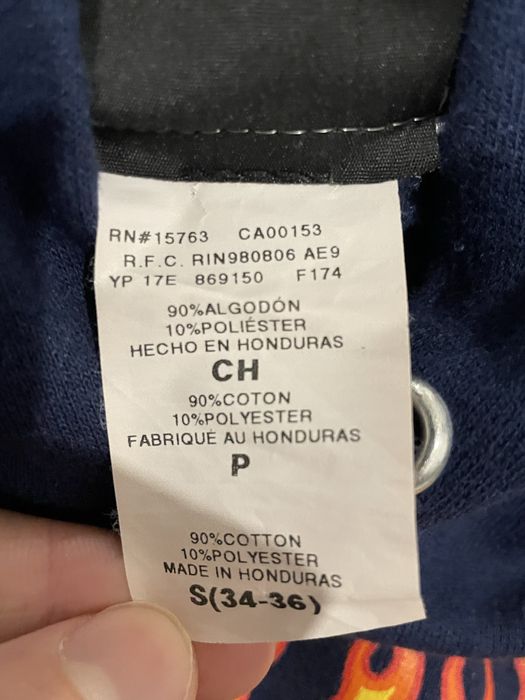 RN#15763 CA00153
R.F.C. RIN980806 AE9
YP 17E 869150 F174
90%ALGODÓN
10%POLIÉSTER
HECHO EN HONDURAS
CH
90%COTON
10%POLYESTER
FABRIQUÉ AU HONDURAS
P
90%COTTON
10%POLYESTER
MADE IN HONDURAS
S(34-36)